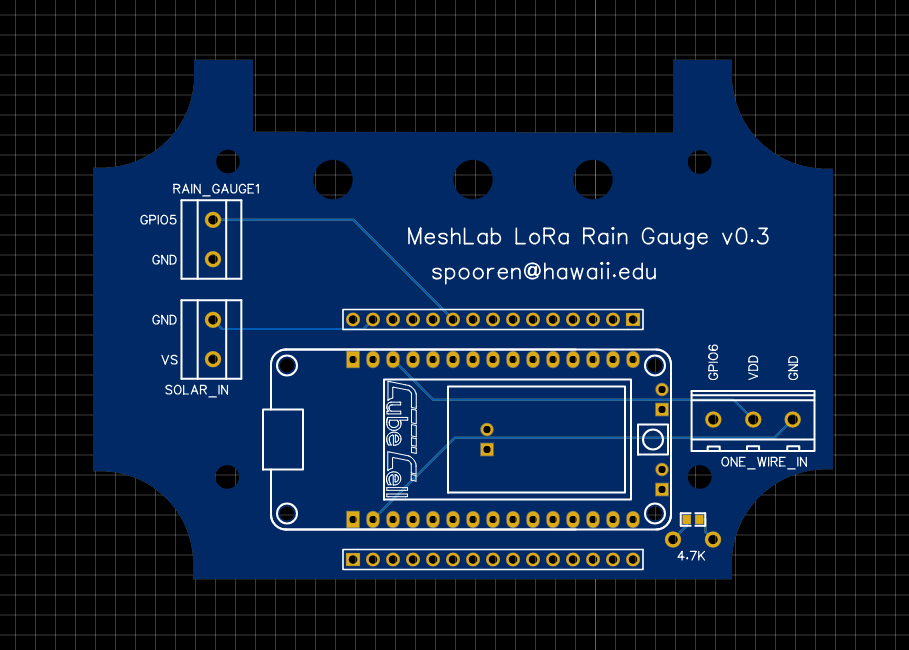 RAIN_GAUGE1
GPIO5
GND
MeshLab LoRa Rain Gauge v0.3
spooren@hawaii.edu
GND
VS
SOLAR_IN
GPIO6
VDD
GND
Cube Cell
ONE_WIRE_IN
4.7K